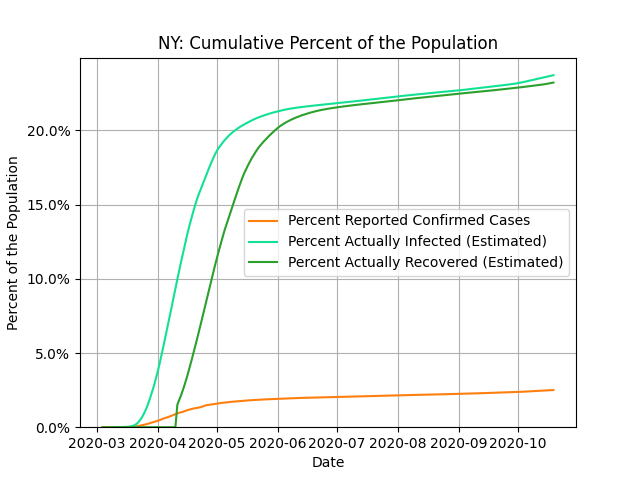 NY: Cumulative Percent of the Population
Percent of the Population
20.0%
15.0%
10.0%
5.0%
0.0%
Percent Reported Confirmed Cases
Percent Actually Infected (Estimated)
Percent Actually Recovered (Estimated)
2020-03 2020-04 2020-05 2020-06 2020-07 2020-08 2020-09 2020-10
Date